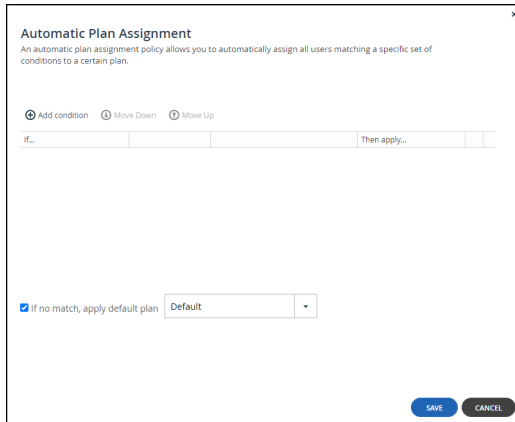 Automatic Plan Assignment
An automatic plan assignment policy allows you to automatically assign all users matching a specific set of
conditions to a certain plan.
Add condition Move Down Move Up
If... Then apply...
If no match, apply default plan Default
SAVE CANCEL